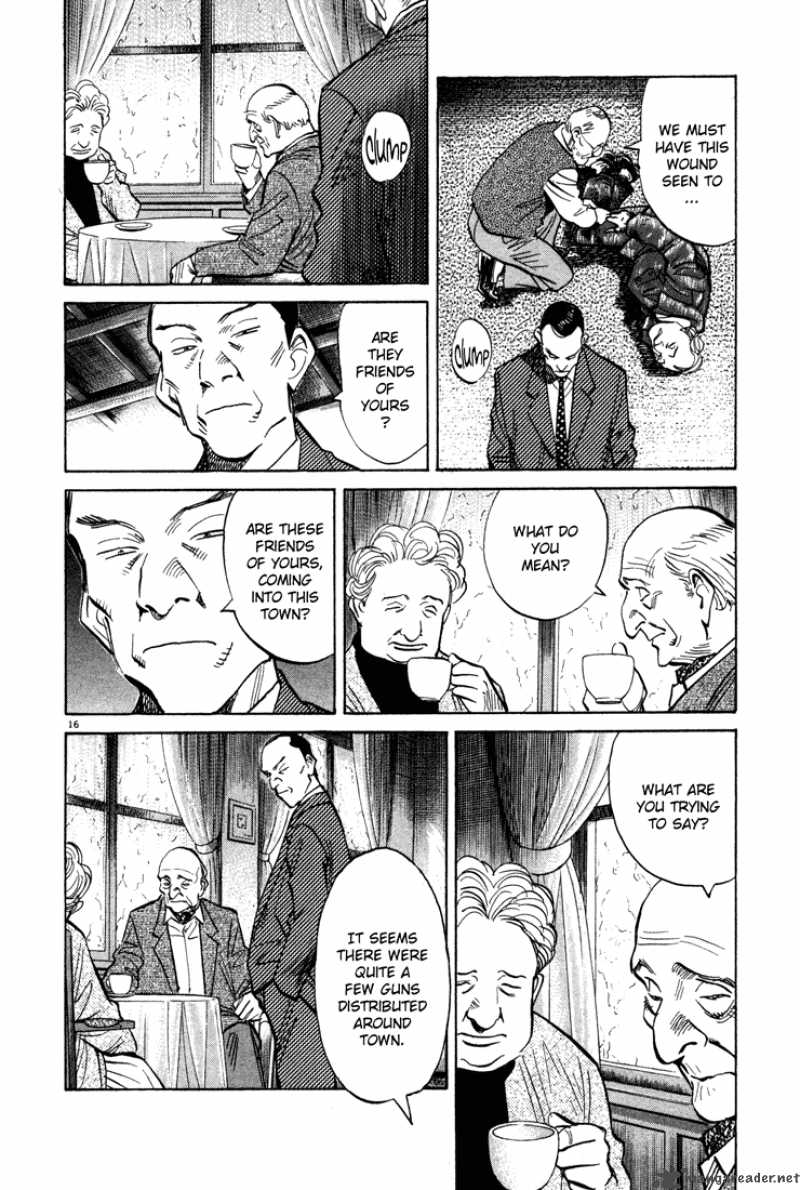 Clump
WE MUST
HAVE THIS
WOUND
SEEN TO
...
Clump
ARE
THEY
FRIENDS
OF
YOURS
?
ARE THESE
FRIENDS
OF YOURS,
COMING
INTO THIS
TOWN?
WHAT DO
YOU
MEAN?
16
IT SEEMS
THERE WERE
QUITE A
FEW GUNS
DISTRIBUTED
AROUND
TOWN.
WHAT ARE
YOU TRYING
TO SAY?
mangareader.net